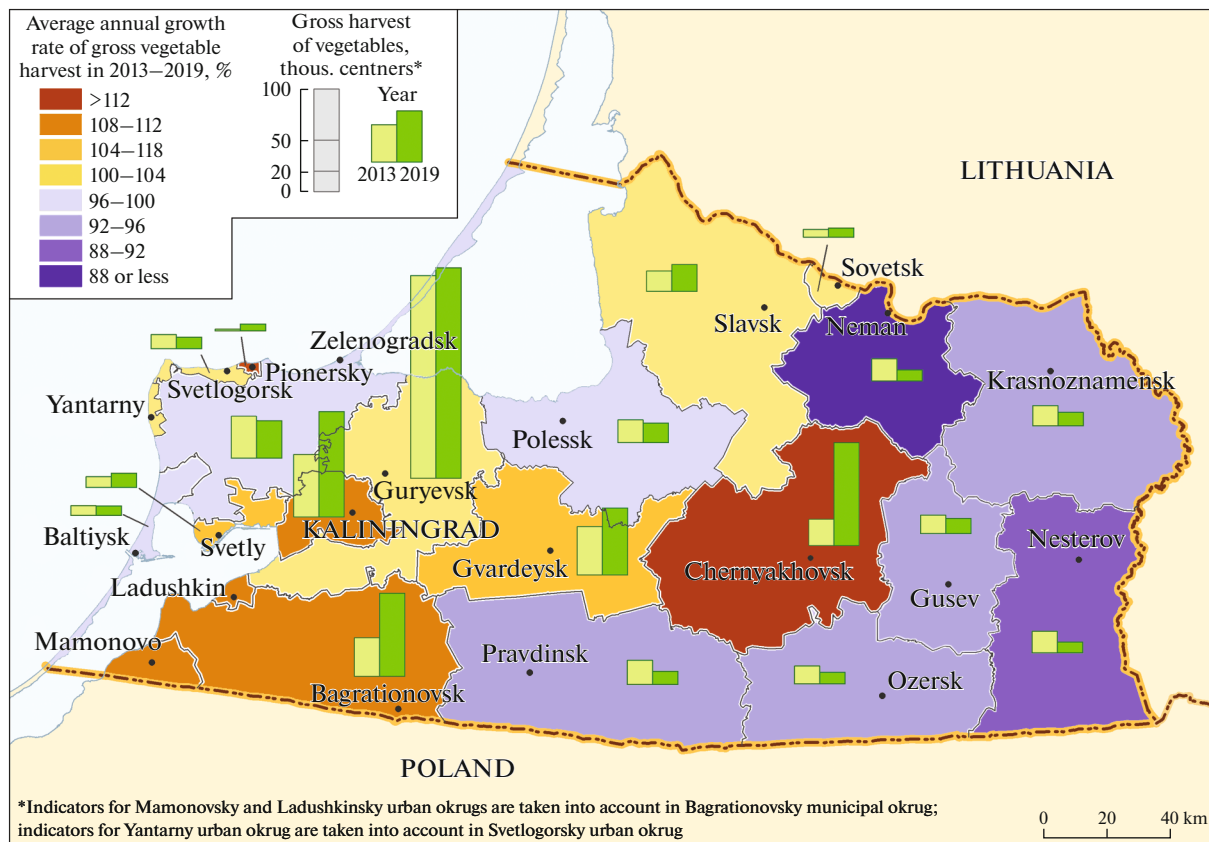 Average annual growth
rate of gross vegetable
harvest in 2013–2019, %
>112
108–112
104–118
100–104
96–100
92–96
88–92
88 or less
Gross harvest
of vegetables,
thous. centners*
100
50
20
0
Year
2013 2019
LITHUANIA
Sovetsk
Slavsk
Neman
Krasnoznamensk
Zelenogradsk
Pionersky
Svetlogorsk
Yantarny
Polessk
Guryevsk
KALININGRAD
Baltiysk
Svetly
Gvardeysk
Chernyakhovsk
Nesterov
Gusev
Ladushkin
Mamonovo
Pravdinsk
Ozersk
Bagrationovsk
POLAND
*Indicators for Mamonovsky and Ladushkinsky urban okrugs are taken into account in Bagrationovsky municipal okrug;
indicators for Yantarny urban okrug are taken into account in Svetlogorsky urban okrug
0 20 40 km